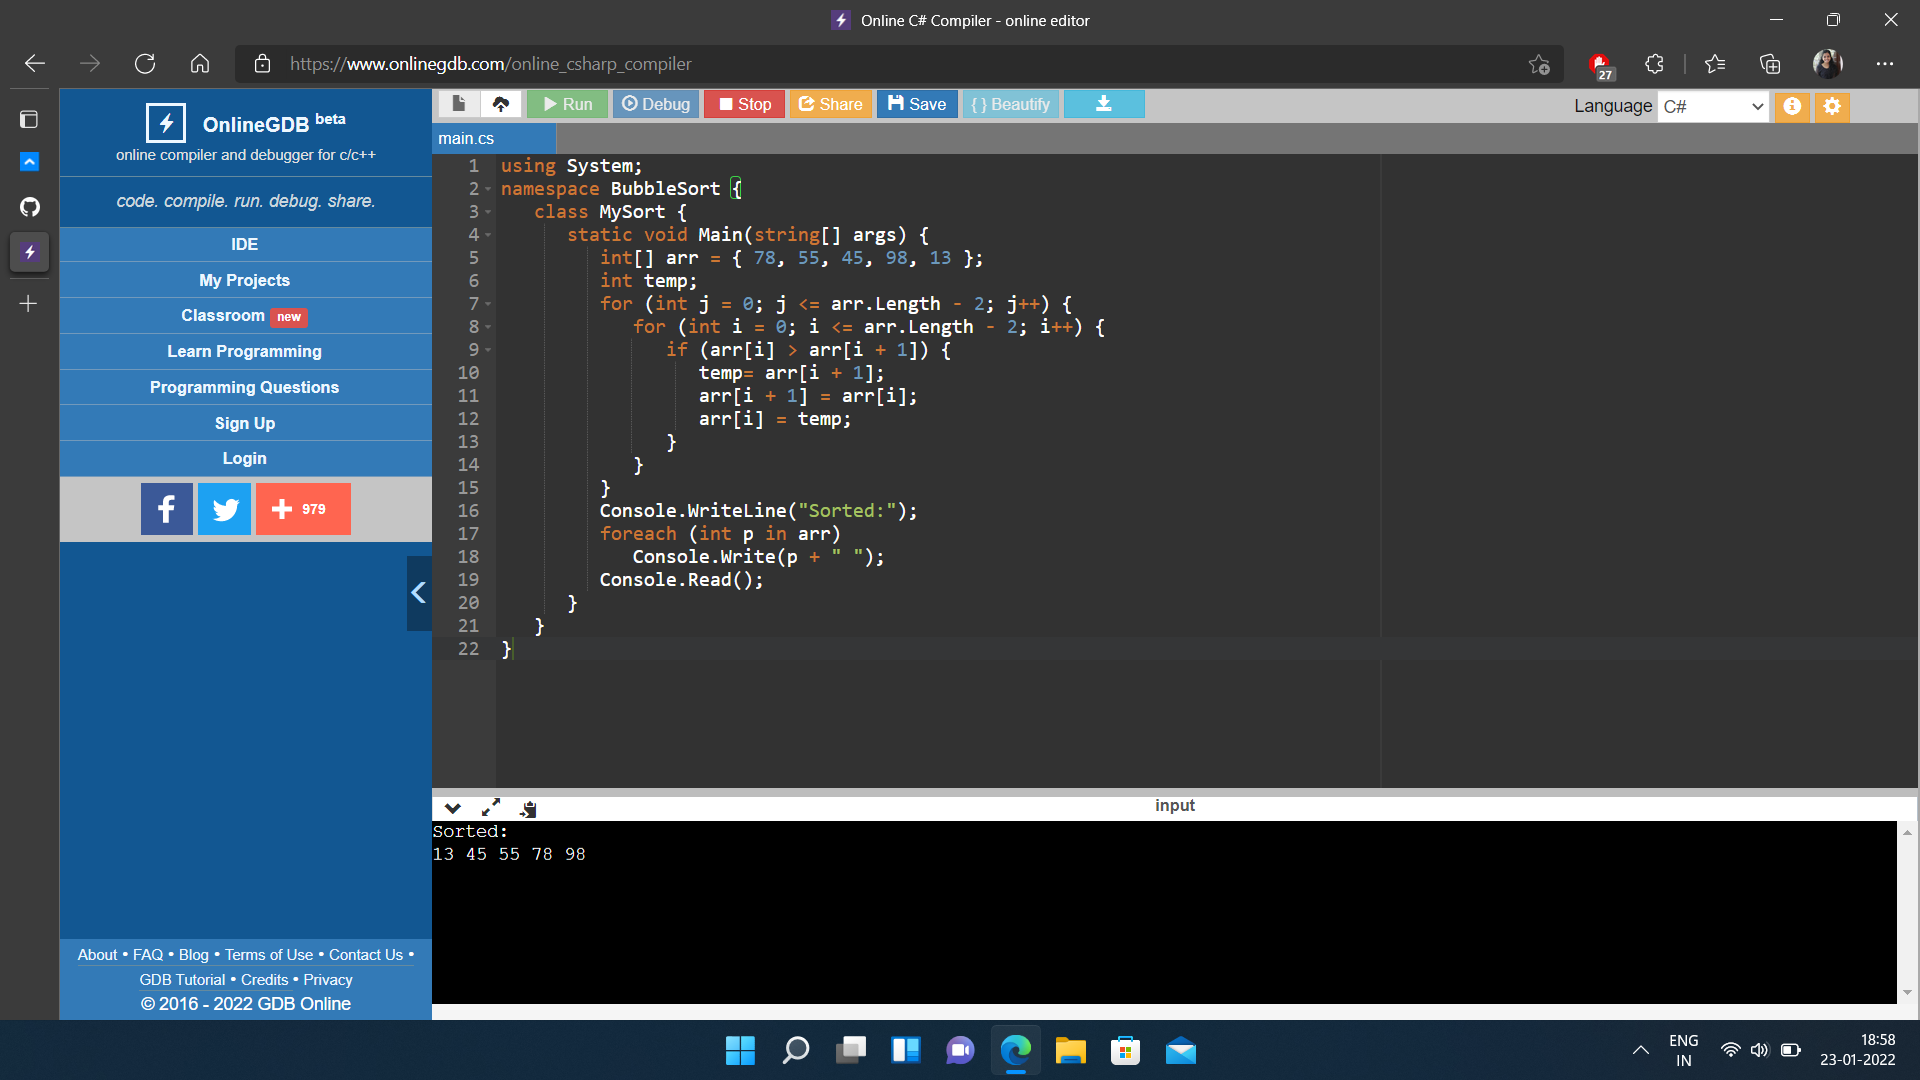 Online C# Compiler - online editor
https://www.onlinegdb.com/online_csharp_compiler
27
OnlineGDB beta
online compiler and debugger for c/c++
code. compile. run. debug. share.
IDE
My Projects
Classroom new
Learn Programming
Programming Questions
Sign Up
Login
979
About • FAQ • Blog • Terms of Use • Contact Us •
GDB Tutorial • Credits • Privacy
© 2016 - 2022 GDB Online
Run Debug Stop Share Save { } Beautify
Language C#
main.cs
1 using System;
2 namespace BubbleSort {
3 class MySort {
4 static void Main(string[] args) {
5 int[] arr = { 78, 55, 45, 98, 13 };
6 int temp;
7 for (int j = 0; j <= arr.Length - 2; j++) {
8 for (int i = 0; i <= arr.Length - 2; i++) {
9 if (arr[i] > arr[i + 1]) {
10 temp= arr[i + 1];
11 arr[i + 1] = arr[i];
12 arr[i] = temp;
13 }
14 }
15 }
16 Console.WriteLine("Sorted:");
17 foreach (int p in arr)
18 Console.Write(p + " ");
19 Console.Read();
20 }
21 }
22 }
input
Sorted:
13 45 55 78 98
ENG
IN
18:58
23-01-2022